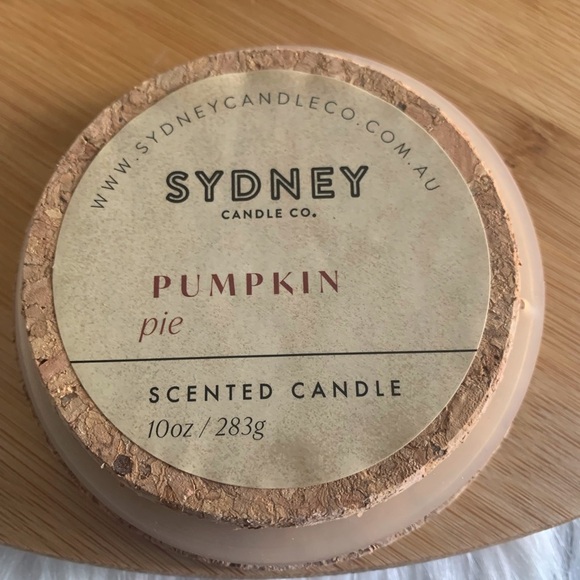 WWW.SYDNEYCANDLECO.COM.AU
SYDNEY
CANDLE CO.
PUMPKIN
pie
SCENTED CANDLE
10oz / 283g